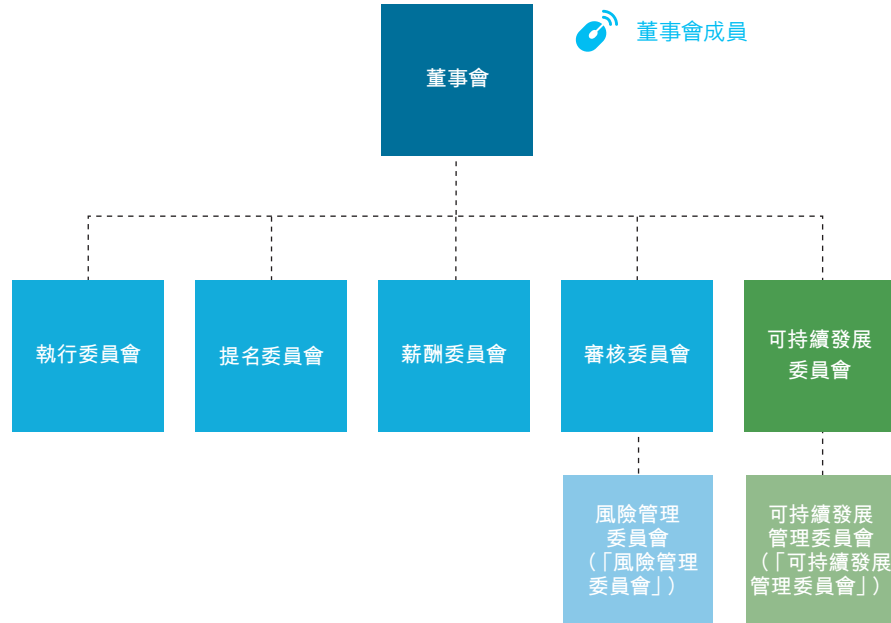 董事會
董事會成員
執行委員會
提名委員會
薪酬委員會
審核委員會
可持續發展
委員會
風險管理
委員會
（「風險管理
委員會」）
可持續發展
管理委員會
（「可持續發展
管理委員會」）